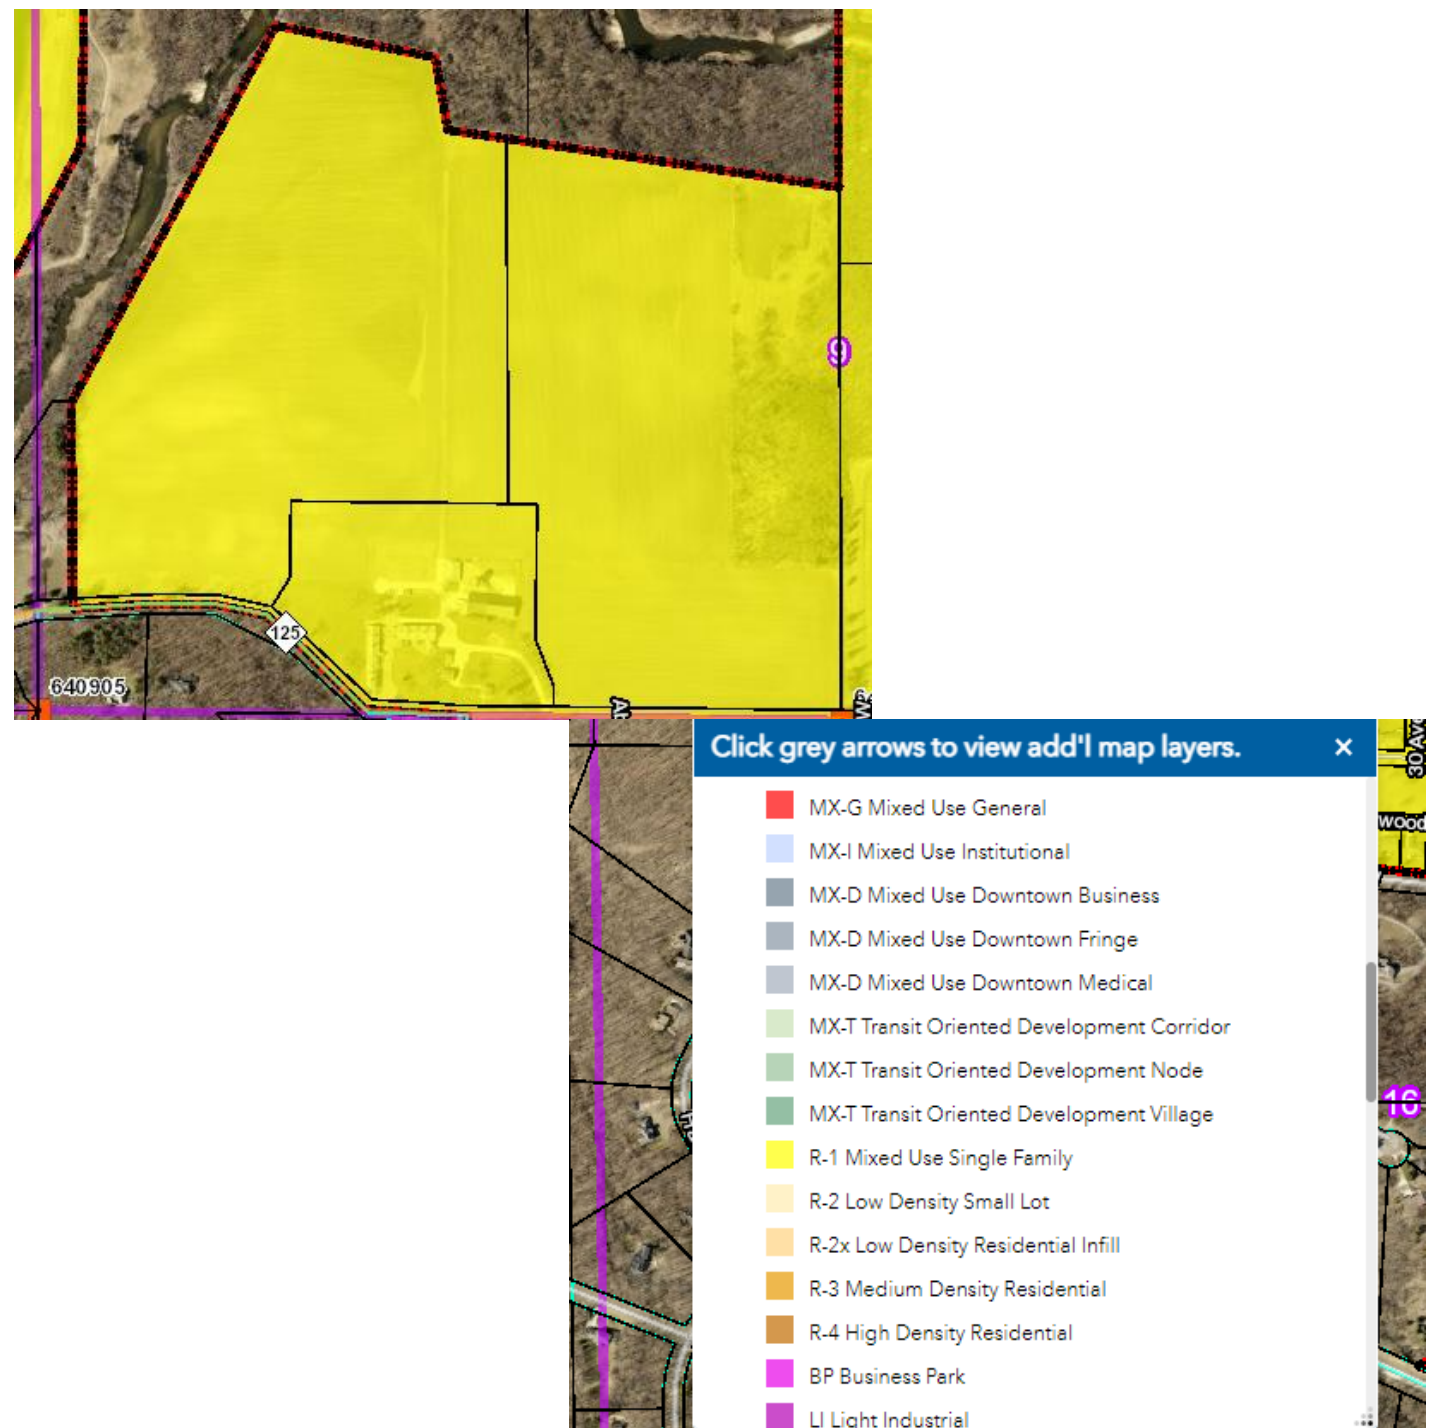 9
125
640905
Click grey arrows to view add'l map layers.
MX-G Mixed Use General
MX-I Mixed Use Institutional
MX-D Mixed Use Downtown Business
MX-D Mixed Use Downtown Fringe
MX-D Mixed Use Downtown Medical
MX-T Transit Oriented Development Corridor
MX-T Transit Oriented Development Node
MX-T Transit Oriented Development Village
R-1 Mixed Use Single Family
R-2 Low Density Small Lot
R-2x Low Density Residential Infill
R-3 Medium Density Residential
R-4 High Density Residential
BP Business Park
LI Light Industrial
30 Ave
wood
16